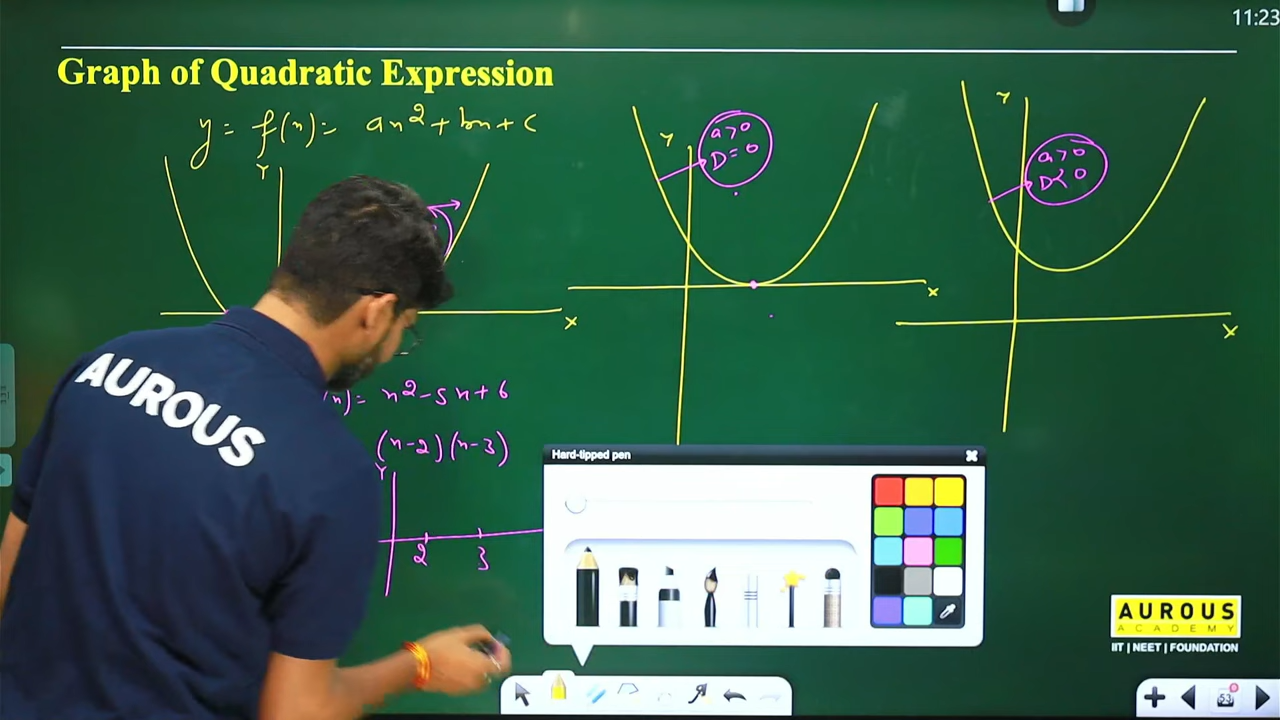 11:23
Graph of Quadratic Expression
y = f(x) = ax² + bx + c
Y
Y
a > 0
D = 0
Y
a > 0
D < 0
X
X
X
AUROUS
(x) = x² - 5x + 6
(x-2)(x-3)
Y
2
3
Hard-tipped pen
AUROUS
ACADEMY
IIT | NEET | FOUNDATION
53